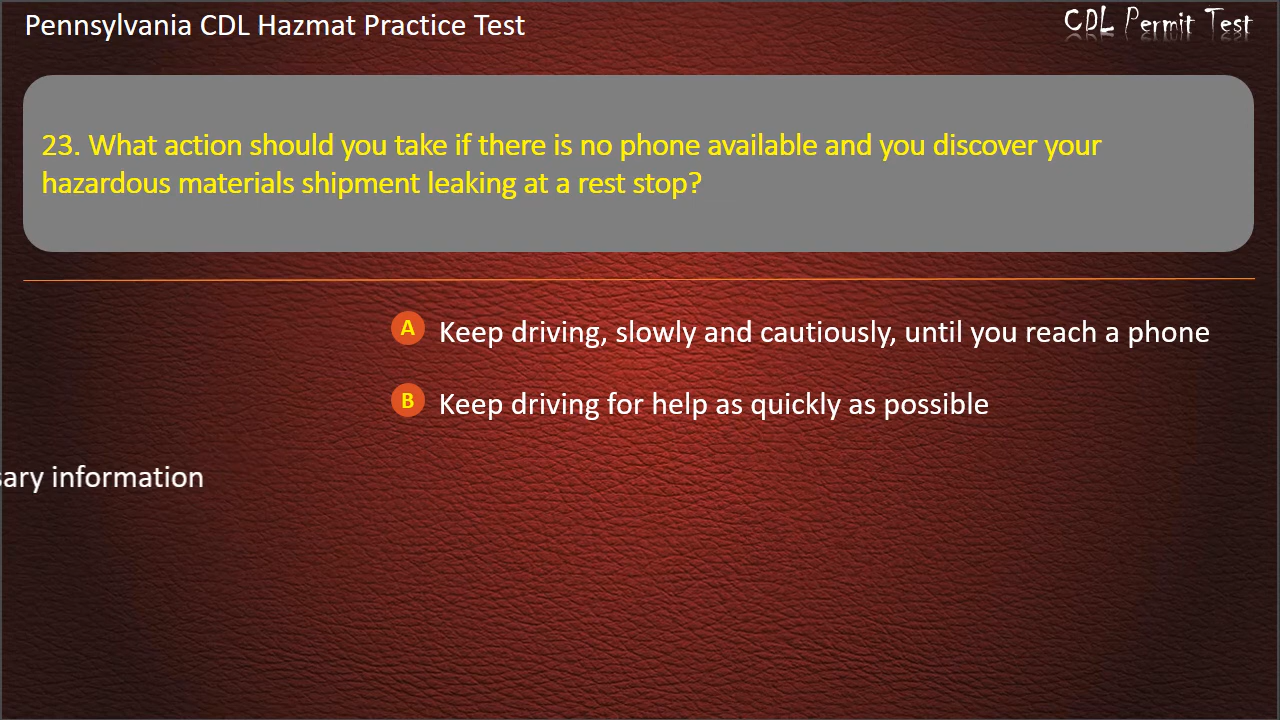 Pennsylvania CDL Hazmat Practice Test
CDL Permit Test
23. What action should you take if there is no phone available and you discover your
hazardous materials shipment leaking at a rest stop?
A Keep driving, slowly and cautiously, until you reach a phone
B Keep driving for help as quickly as possible
information